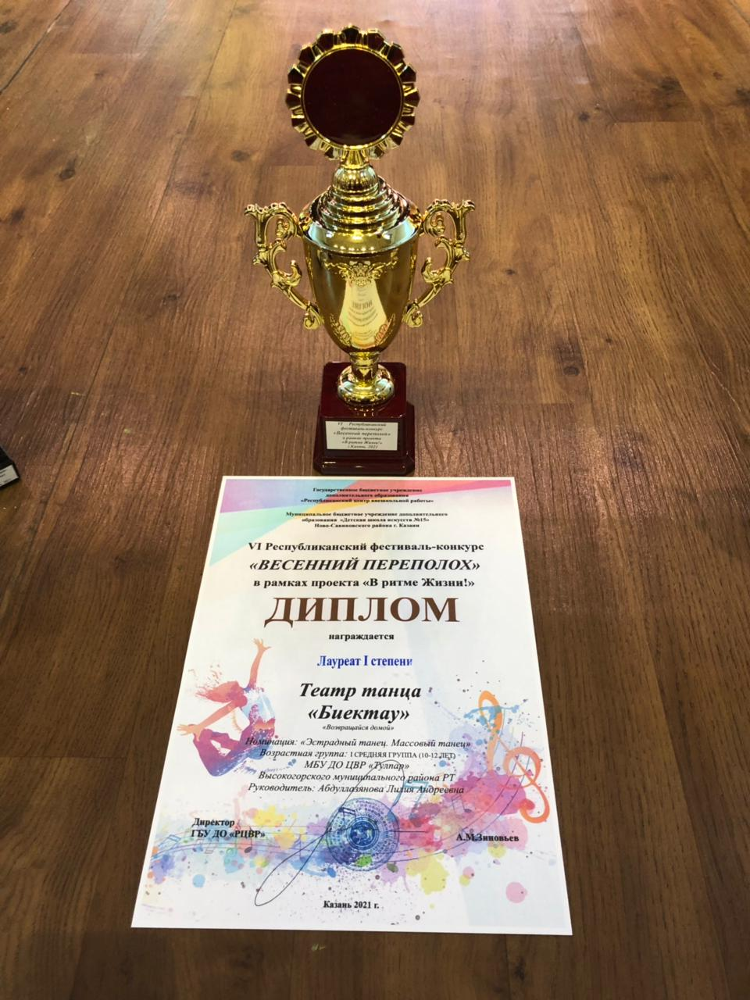 VI Республиканский
фестиваль-конкурс
«Весенний переполох»
в рамках проекта
«В ритме Жизни!»
г.Казань, 2021
Государственное бюджетное учреждение
дополнительного образования
«Республиканский центр внешкольной работы»
Муниципальное бюджетное учреждение дополнительного
образования «Детская школа искусств №15»
Ново-Савиновского района г. Казани
VI Республиканский фестиваль-конкурс
«ВЕСЕННИЙ ПЕРЕПОЛОХ»
в рамках проекта «В ритме Жизни!»
ДИПЛОМ
награждается
Лауреат I степени
Театр танца
«Биектау»
«Возвращайся домой»
Номинация: «Эстрадный танец. Массовый танец»
Возрастная группа: I СРЕДНЯЯ ГРУППА (10-12 ЛЕТ)
МБУ ДО ЦВР «Тулпар»
Высокогорского муниципального района РТ
Руководитель: Абдуллазянова Лилия Андреевна
Директор
ГБУ ДО «РЦВР»
А.М.Зиновьев
Казань 2021 г.